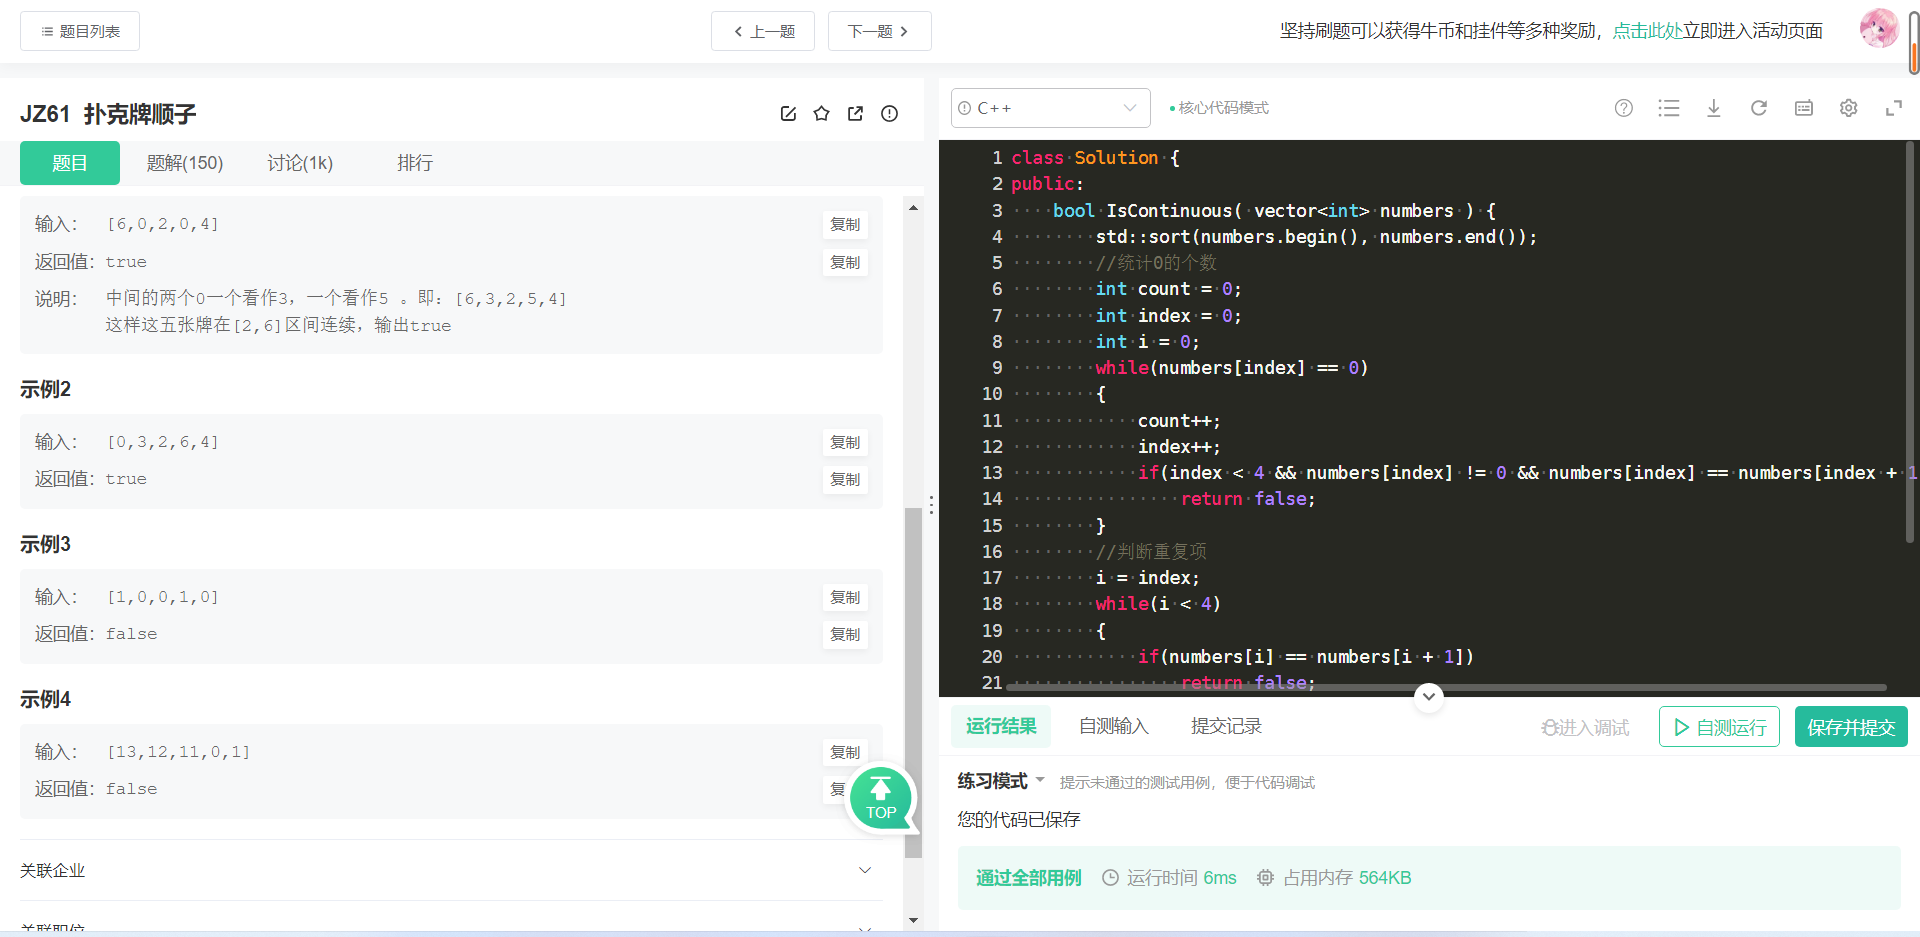 题目列表
上一题
下一题
坚持刷题可以获得牛币和挂件等多种奖励，点击此处立即进入活动页面
JZ61 扑克牌顺子
题目 题解(150) 讨论(1k) 排行
输入： [6,0,2,0,4]
复制
返回值：true
复制
说明： 中间的两个0一个看作3，一个看作5 。即：[6,3,2,5,4]
这样这五张牌在[2,6]区间连续，输出true
示例2
输入： [0,3,2,6,4]
复制
返回值：true
复制
示例3
输入： [1,0,0,1,0]
复制
返回值：false
复制
示例4
输入： [13,12,11,0,1]
复制
返回值：false
复
TOP
关联企业
关联职位
C++
核心代码模式
1 class Solution {
2 public:
3     bool IsContinuous( vector<int> numbers ) {
4         std::sort(numbers.begin(), numbers.end());
5         //统计0的个数
6         int count = 0;
7         int index = 0;
8         int i = 0;
9         while(numbers[index] == 0)
10         {
11             count++;
12             index++;
13             if(index < 4 && numbers[index] != 0 && numbers[index] == numbers[index + 1
14                 return false;
15         }
16         //判断重复项
17         i = index;
18         while(i < 4)
19         {
20             if(numbers[i] == numbers[i + 1])
21                 return false;
运行结果 自测输入 提交记录
进入调试
自测运行
保存并提交
练习模式 提示未通过的测试用例，便于代码调试
您的代码已保存
通过全部用例 运行时间 6ms 占用内存 564KB